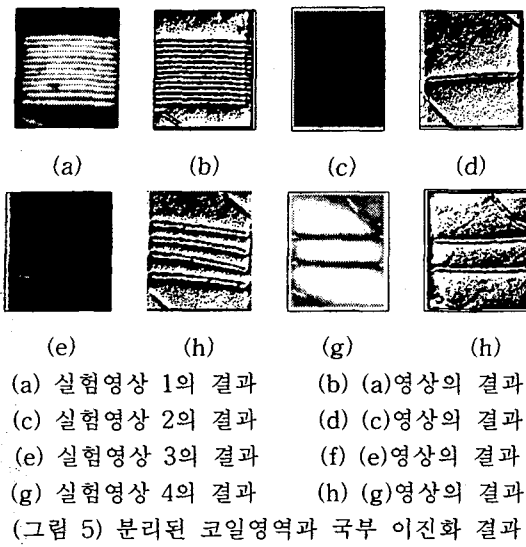 (a) (b) (c) (d)
(e) (h) (g) (h)
(a) 실험영상 1의 결과 (b) (a)영상의 결과
(c) 실험영상 2의 결과 (d) (c)영상의 결과
(e) 실험영상 3의 결과 (f) (e)영상의 결과
(g) 실험영상 4의 결과 (h) (g)영상의 결과
(그림 5) 분리된 코일영역과 국부 이진화 결과